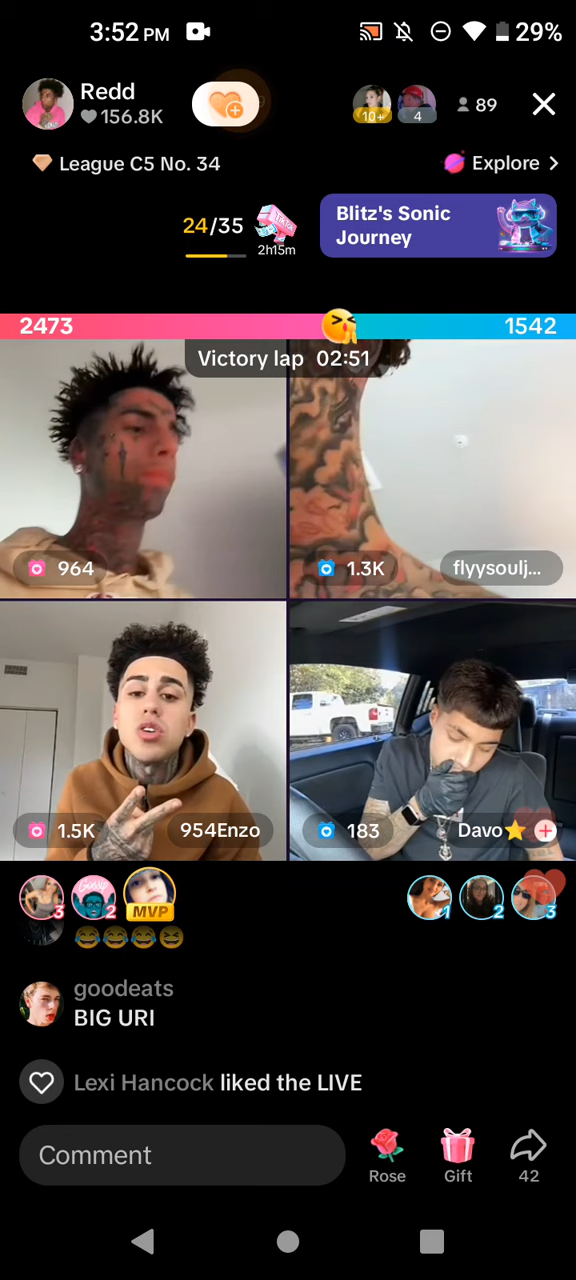 3:52 PM
29%
Redd
156.8K
10+
4
89
League C5 No. 34
Explore
24/35
TikTok
2h15m
Blitz's Sonic
Journey
2473
1542
Victory lap 02:51
964
1.3K
flyysoulj...
1.5K
954Enzo
183
Davo
3
2
MVP
1
2
3
goodeats
BIG URI
Lexi Hancock liked the LIVE
Comment
Rose
Gift
42